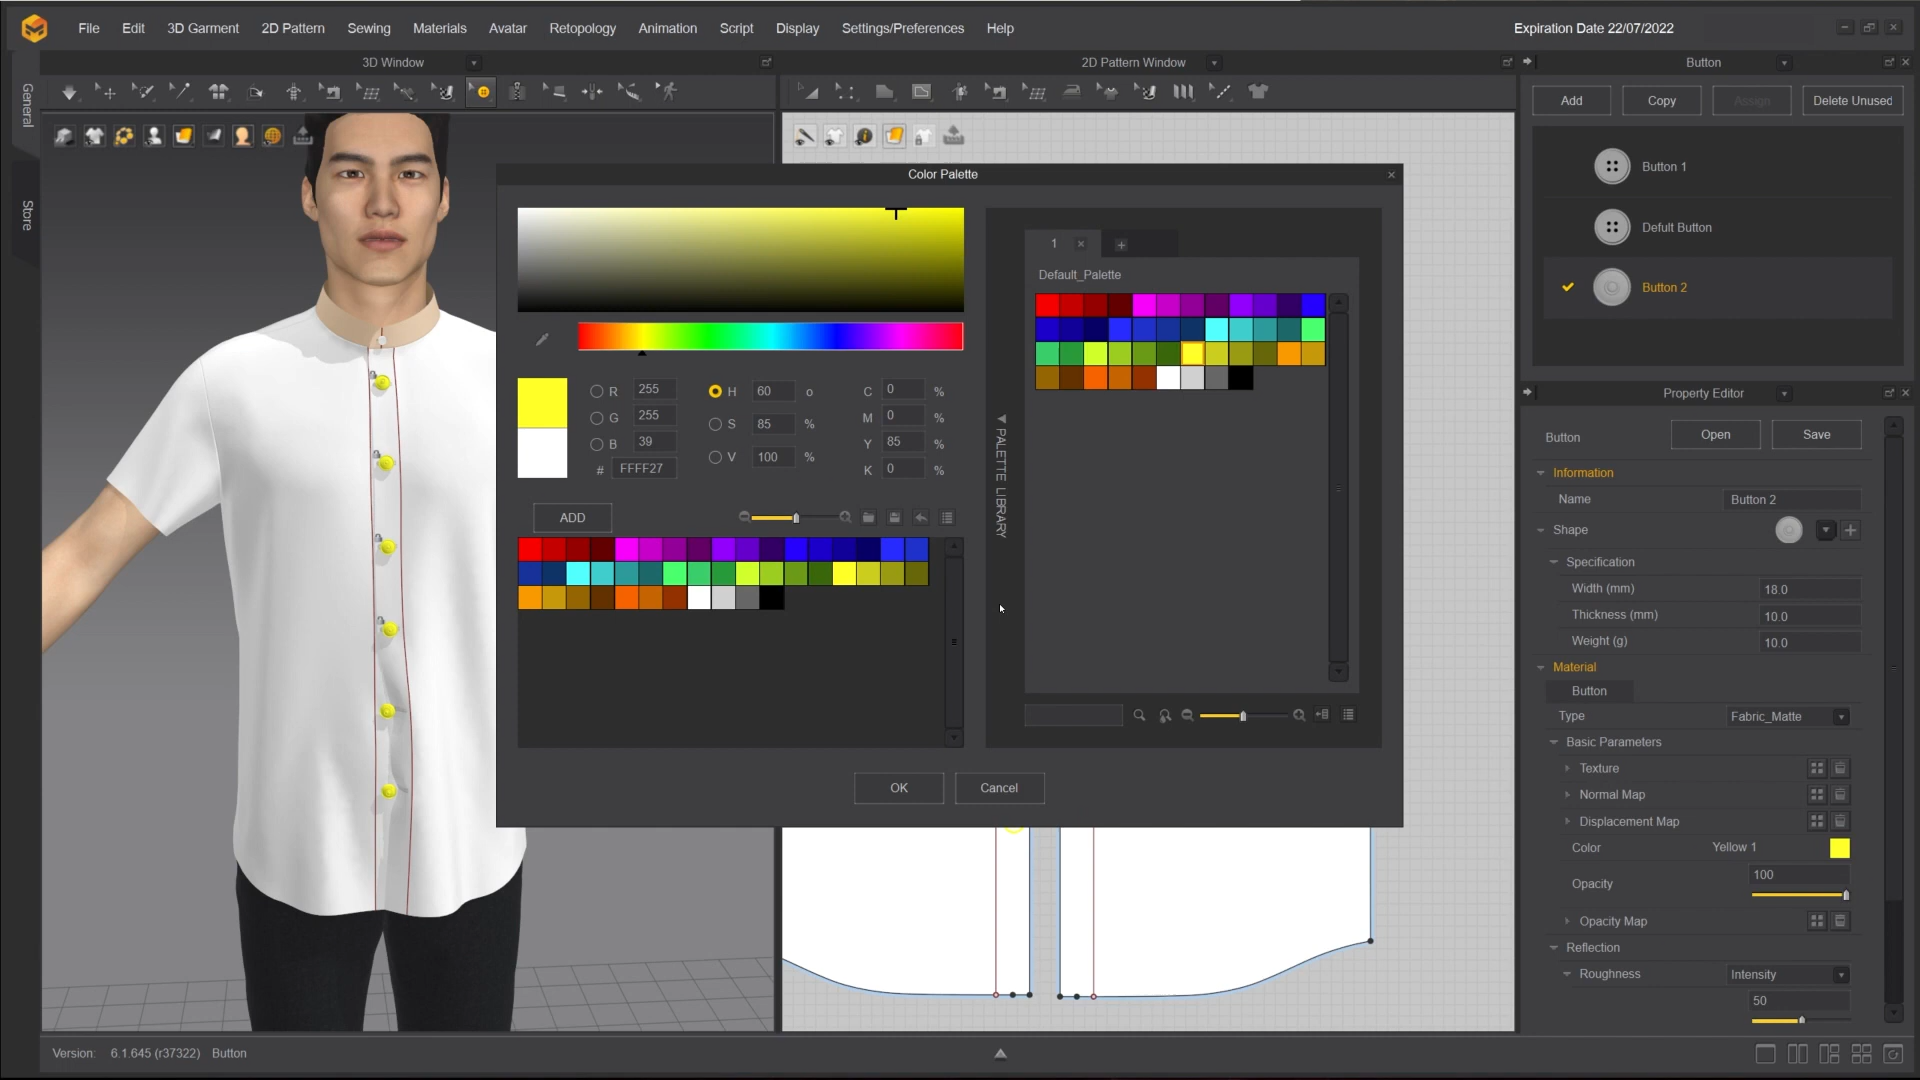 File Edit 3D Garment 2D Pattern Sewing Materials Avatar Retopology Animation Script Display Settings/Preferences Help Expiration Date 22/07/2022
3D Window 2D Pattern Window Button
General
Store
Add Copy Assign Delete Unused
Button 1
Defult Button
Button 2
Color Palette
1
Default_Palette
R 255 H 60 o C 0 %
G 255 S 85 % M 0 %
B 39 V 100 % Y 85 %
# FFFF27 K 0 %
ADD
PALETTE LIBRARY
OK Cancel
Property Editor
Button Open Save
Information
Name Button 2
Shape
Specification
Width (mm) 18.0
Thickness (mm) 10.0
Weight (g) 10.0
Material
Button
Type Fabric_Matte
Basic Parameters
Texture
Normal Map
Displacement Map
Color Yellow 1
Opacity 100
Opacity Map
Reflection
Roughness Intensity
50
Version: 6.1.645 (r37322) Button